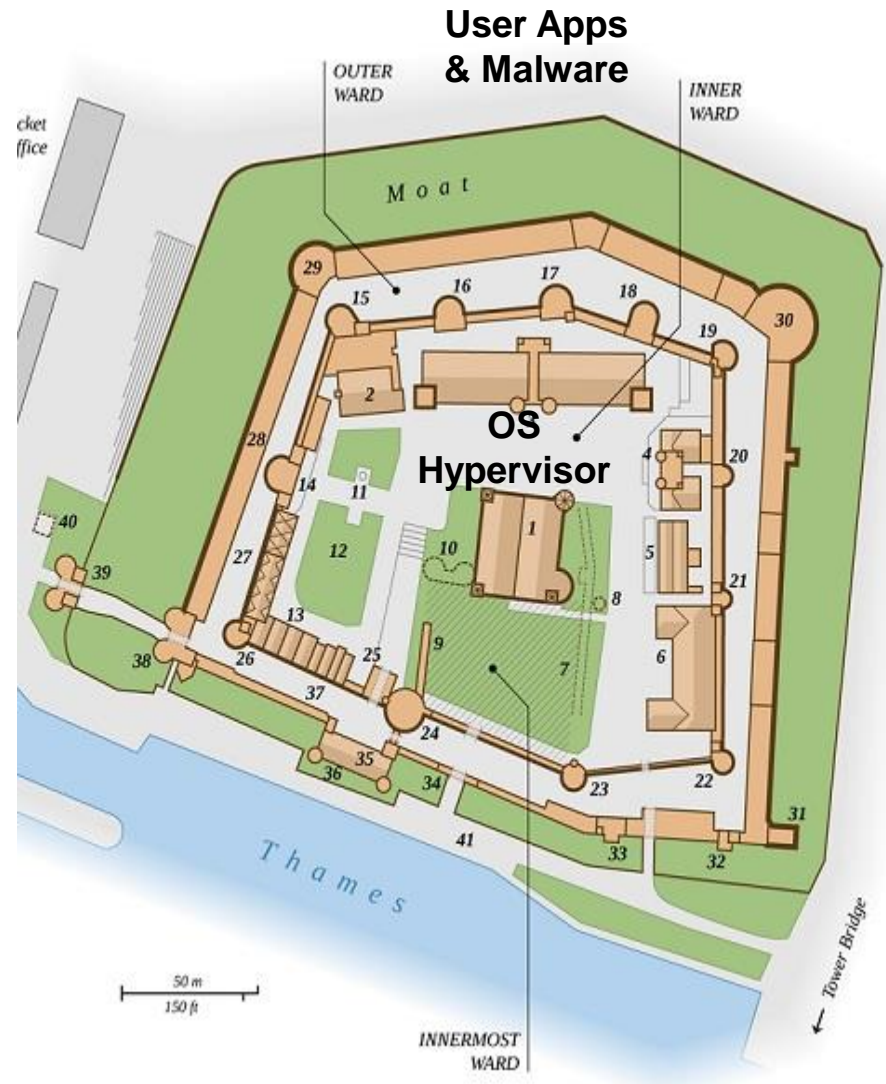 User Apps
& Malware
OUTER
WARD
INNER
WARD
cket
ffice
Moat
29
15
16
17
18
19
30
2
28
OS
Hypervisor
4
20
14
11
1
5
40
27
12
10
39
8
21
13
9
7
6
26
25
38
37
24
35
36
34
23
22
31
41
33
32
Thames
Tower Bridge
50 m
150 ft
INNERMOST
WARD